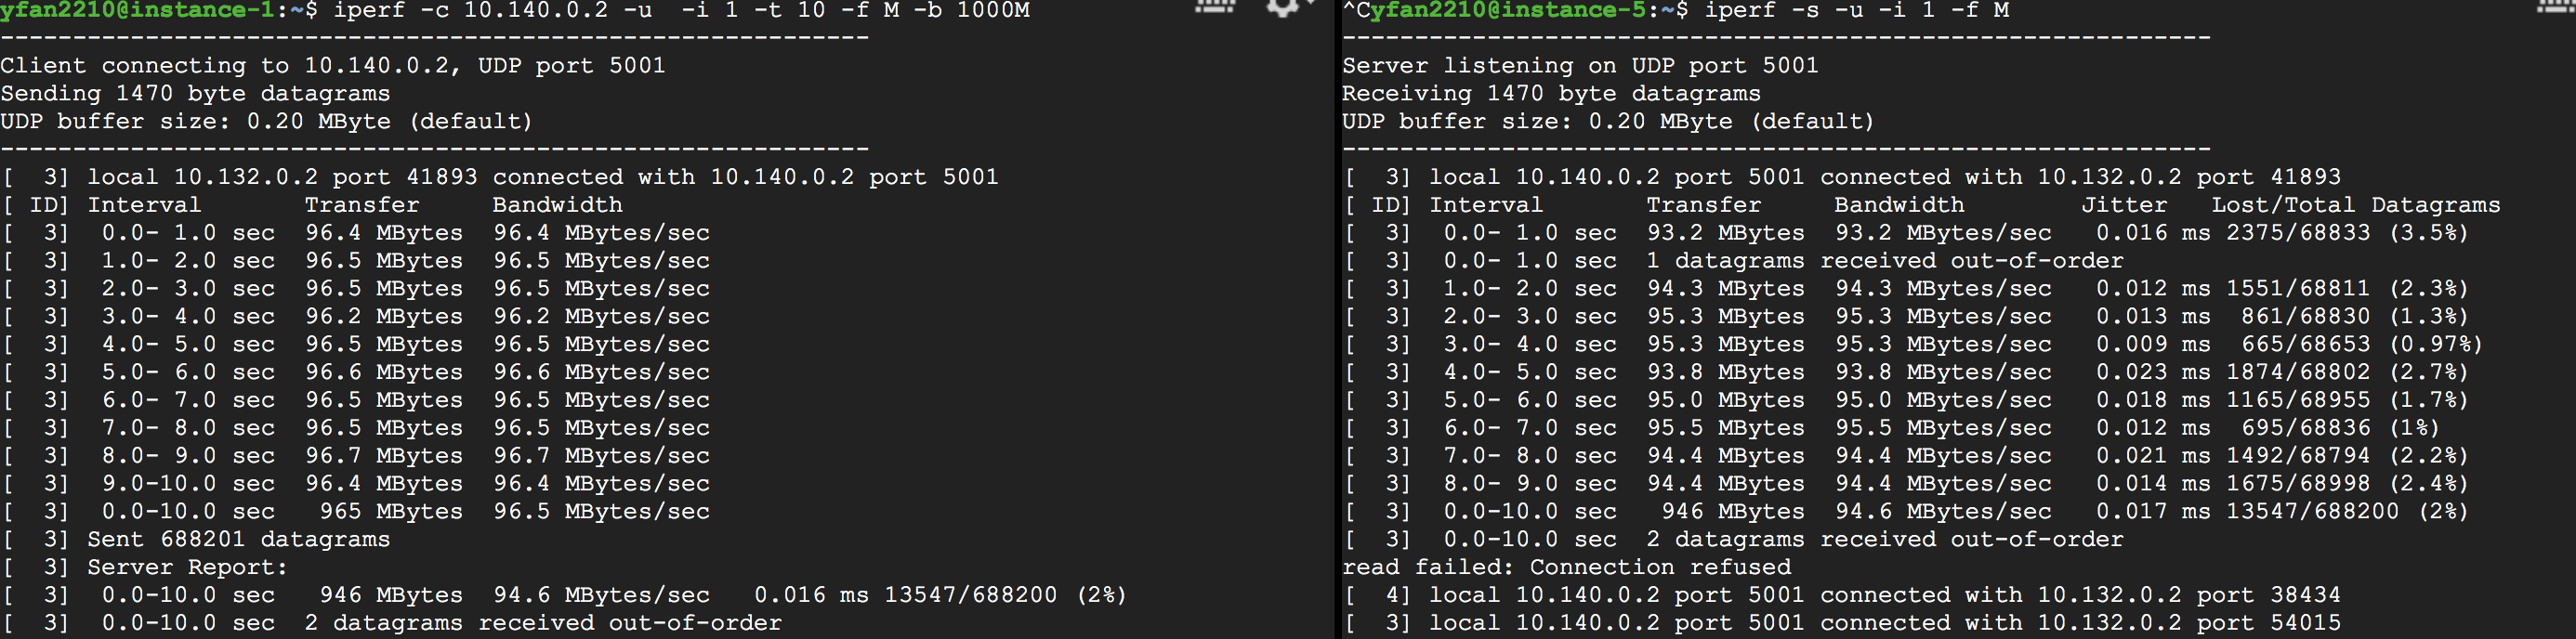 yfan2210@instance-1:~$ iperf -c 10.140.0.2 -u  -i 1 -t 10 -f M -b 1000M
------------------------------------------------------------
Client connecting to 10.140.0.2, UDP port 5001
Sending 1470 byte datagrams
UDP buffer size: 0.20 MByte (default)
------------------------------------------------------------
[  3] local 10.132.0.2 port 41893 connected with 10.140.0.2 port 5001
[ ID] Interval       Transfer     Bandwidth
[  3]  0.0- 1.0 sec  96.4 MBytes  96.4 MBytes/sec
[  3]  1.0- 2.0 sec  96.5 MBytes  96.5 MBytes/sec
[  3]  2.0- 3.0 sec  96.5 MBytes  96.5 MBytes/sec
[  3]  3.0- 4.0 sec  96.2 MBytes  96.2 MBytes/sec
[  3]  4.0- 5.0 sec  96.5 MBytes  96.5 MBytes/sec
[  3]  5.0- 6.0 sec  96.6 MBytes  96.6 MBytes/sec
[  3]  6.0- 7.0 sec  96.5 MBytes  96.5 MBytes/sec
[  3]  7.0- 8.0 sec  96.5 MBytes  96.5 MBytes/sec
[  3]  8.0- 9.0 sec  96.7 MBytes  96.7 MBytes/sec
[  3]  9.0-10.0 sec  96.4 MBytes  96.4 MBytes/sec
[  3]  0.0-10.0 sec   965 MBytes  96.5 MBytes/sec
[  3] Sent 688201 datagrams
[  3] Server Report:
[  3]  0.0-10.0 sec   946 MBytes  94.6 MBytes/sec   0.016 ms 13547/688200 (2%)
[  3]  0.0-10.0 sec  2 datagrams received out-of-order
^Cyfan2210@instance-5:~$ iperf -s -u -i 1 -f M
------------------------------------------------------------
Server listening on UDP port 5001
Receiving 1470 byte datagrams
UDP buffer size: 0.20 MByte (default)
------------------------------------------------------------
[  3] local 10.140.0.2 port 5001 connected with 10.132.0.2 port 41893
[ ID] Interval       Transfer     Bandwidth        Jitter   Lost/Total Datagrams
[  3]  0.0- 1.0 sec  93.2 MBytes  93.2 MBytes/sec   0.016 ms 2375/68833 (3.5%)
[  3]  0.0- 1.0 sec  1 datagrams received out-of-order
[  3]  1.0- 2.0 sec  94.3 MBytes  94.3 MBytes/sec   0.012 ms 1551/68811 (2.3%)
[  3]  2.0- 3.0 sec  95.3 MBytes  95.3 MBytes/sec   0.013 ms  861/68830 (1.3%)
[  3]  3.0- 4.0 sec  95.3 MBytes  95.3 MBytes/sec   0.009 ms  665/68653 (0.97%)
[  3]  4.0- 5.0 sec  93.8 MBytes  93.8 MBytes/sec   0.023 ms 1874/68802 (2.7%)
[  3]  5.0- 6.0 sec  95.0 MBytes  95.0 MBytes/sec   0.018 ms 1165/68955 (1.7%)
[  3]  6.0- 7.0 sec  95.5 MBytes  95.5 MBytes/sec   0.012 ms  695/68836 (1%)
[  3]  7.0- 8.0 sec  94.4 MBytes  94.4 MBytes/sec   0.021 ms 1492/68794 (2.2%)
[  3]  8.0- 9.0 sec  94.4 MBytes  94.4 MBytes/sec   0.014 ms 1675/68998 (2.4%)
[  3]  0.0-10.0 sec   946 MBytes  94.6 MBytes/sec   0.017 ms 13547/688200 (2%)
[  3]  0.0-10.0 sec  2 datagrams received out-of-order
read failed: Connection refused
[  4] local 10.140.0.2 port 5001 connected with 10.132.0.2 port 38434
[  3] local 10.140.0.2 port 5001 connected with 10.132.0.2 port 54015